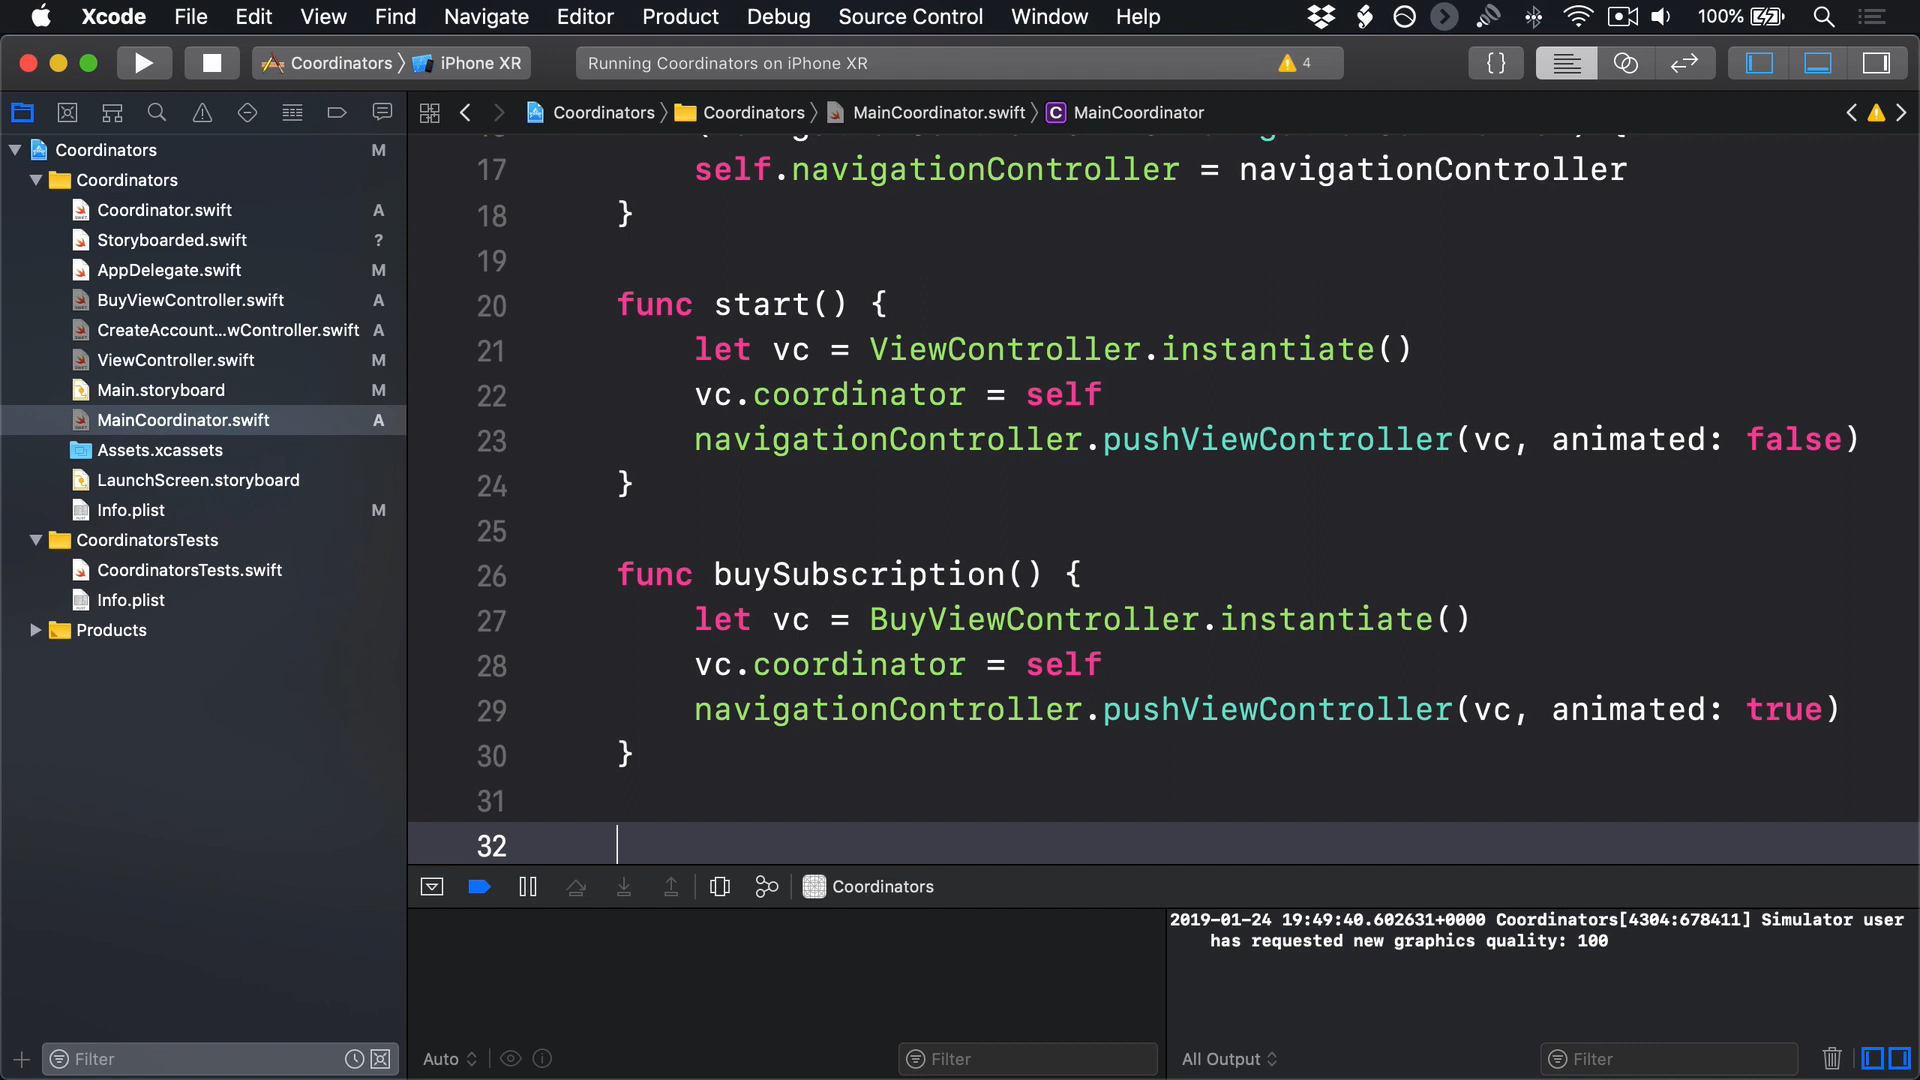 Xcode File Edit View Find Navigate Editor Product Debug Source Control Window Help 100%
Coordinators iPhone XR Running Coordinators on iPhone XR 4
Coordinators Coordinators MainCoordinator.swift C MainCoordinator
Coordinators M
Coordinators
Coordinator.swift A
Storyboarded.swift ?
AppDelegate.swift M
BuyViewController.swift A
CreateAccount...wController.swift A
ViewController.swift M
Main.storyboard M
MainCoordinator.swift A
Assets.xcassets
LaunchScreen.storyboard
Info.plist M
CoordinatorsTests
CoordinatorsTests.swift
Info.plist
Products
17 self.navigationController = navigationController
18 }
19
20 func start() {
21 let vc = ViewController.instantiate()
22 vc.coordinator = self
23 navigationController.pushViewController(vc, animated: false)
24 }
25
26 func buySubscription() {
27 let vc = BuyViewController.instantiate()
28 vc.coordinator = self
29 navigationController.pushViewController(vc, animated: true)
30 }
31
32
Coordinators
2019-01-24 19:49:40.602631+0000 Coordinators[4304:678411] Simulator user
has requested new graphics quality: 100
Filter Auto Filter All Output Filter